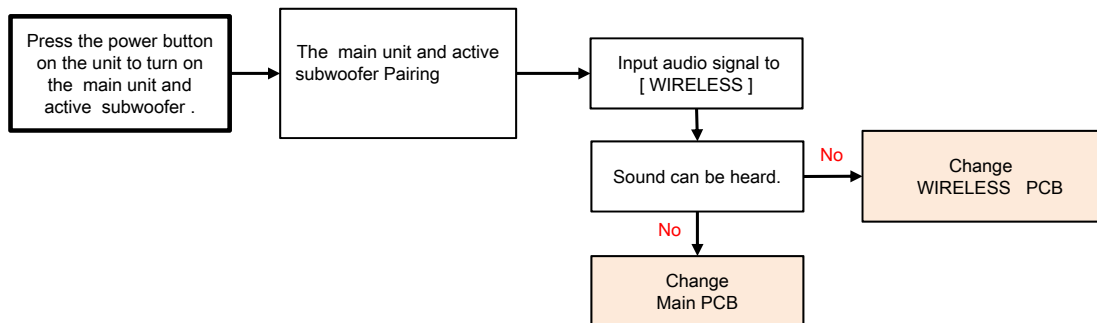 Press the power button
on the unit to turn on
the main unit and
active subwoofer .
The main unit and active
subwoofer Pairing
Input audio signal to
[ WIRELESS ]
Sound can be heard.
No
Change
WIRELESS PCB
No
Change
Main PCB